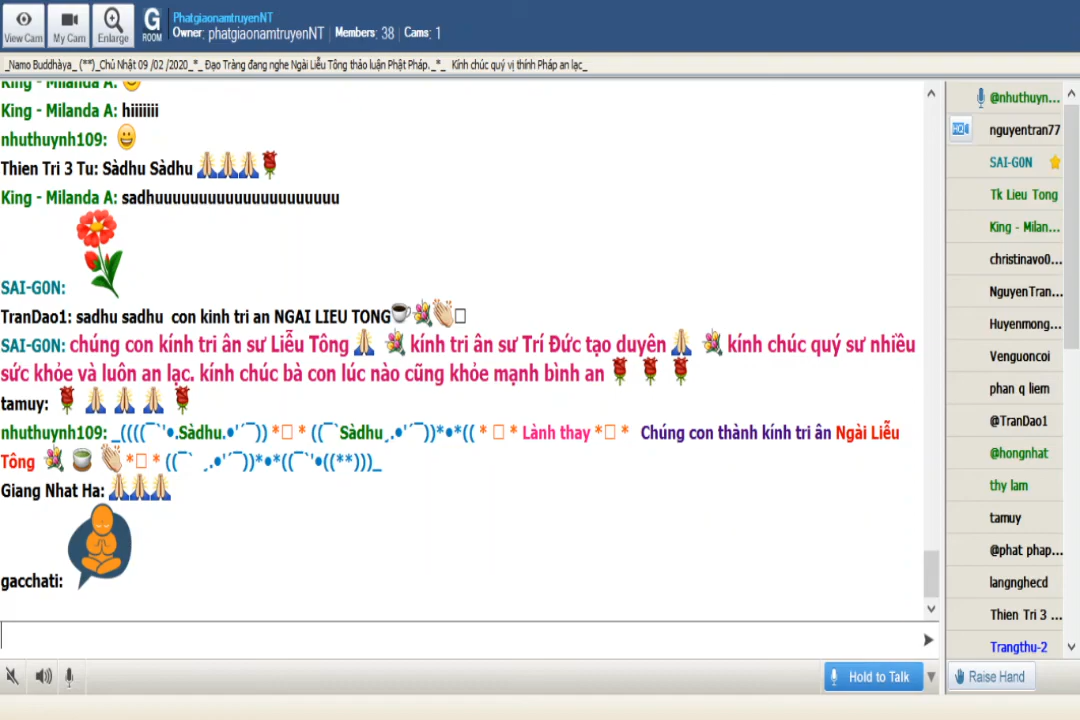 View Cam
My Cam
Enlarge
G
ROOM
PhatgiaonamtruyenNT
Owner: phatgiaonamtruyenNT | Members: 38 | Cams: 1
_Namo Buddhàya_ (**)_Chủ Nhật 09 /02 /2020_*_ Đạo Tràng đang nghe Ngài Liễu Tông thảo luận Phật Pháp._*_ Kính chúc quý vị thính Pháp an lạc_
King - Milanda A:
King - Milanda A: hiiiiiii
nhuthuynh109:
Thien Tri 3 Tu: Sàdhu Sàdhu 🙏🙏🙏🌹
King - Milanda A: sadhuuuuuuuuuuuuuuuuuuuuuu
SAI-G0N:
TranDao1: sadhu sadhu con kinh tri an NGAI LIEU TONG
SAI-G0N: chúng con kính tri ân sư Liễu Tông 🙏 kính tri ân sư Trí Đức tạo duyên 🙏 kính chúc quý sư nhiều
sức khỏe và luôn an lạc. kính chúc bà con lúc nào cũng khỏe mạnh bình an 🌹 🌹 🌹
tamuy: 🌹 🙏 🙏 🙏 🌹
nhuthuynh109: _((((¯`'•.Sàdhu.•'´¯)) *□ * ((¯`Sàdhu¸.•'´¯))*•*(( * □ * Lành thay *□ * Chúng con thành kính tri ân Ngài Liễu
Tông *□ * ((¯` ¸.•'´¯))*•*((¯`'•((**)))_
Giang Nhat Ha: 🙏🙏🙏
gacchati:
Hold to Talk
@nhuthuyn...
HD
nguyentran77
SAI-G0N
Tk Lieu Tong
King - Milan...
christinavo0...
NguyenTran...
Huyenmong...
Venguoncoi
phan q liem
@TranDao1
@hongnhat
thy lam
tamuy
@phat phap...
langnghecd
Thien Tri 3 ...
Trangthu-2
Raise Hand